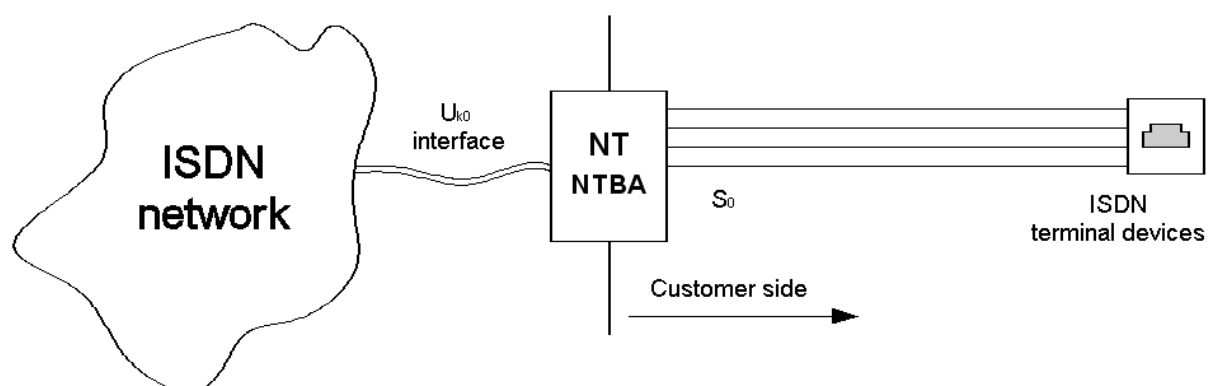 ISDN
network
Uk0
interface
NT
NTBA
S0
ISDN
terminal devices
Customer side